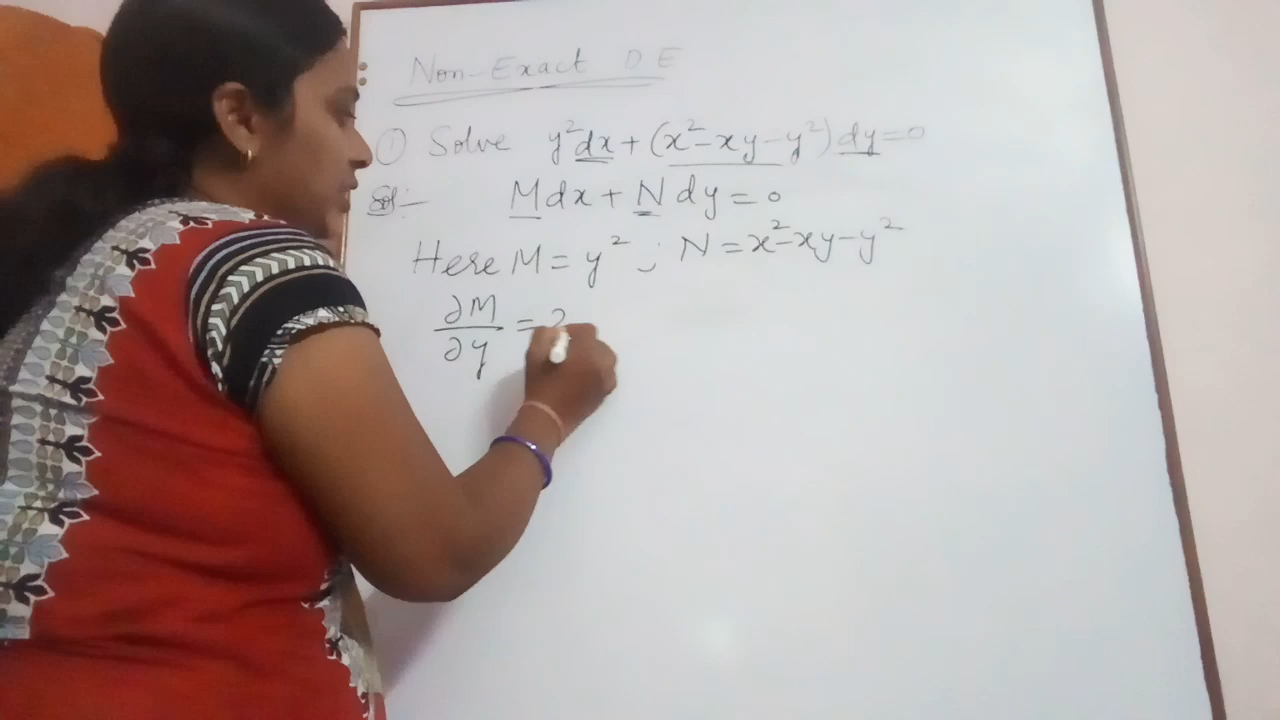 Non-Exact DE
① Solve y²dx + (x²-xy-y²) dy=0
Sol:- Mdx + Ndy = 0
Here M = y² ; N = x²-xy-y²
∂M/∂y = 2